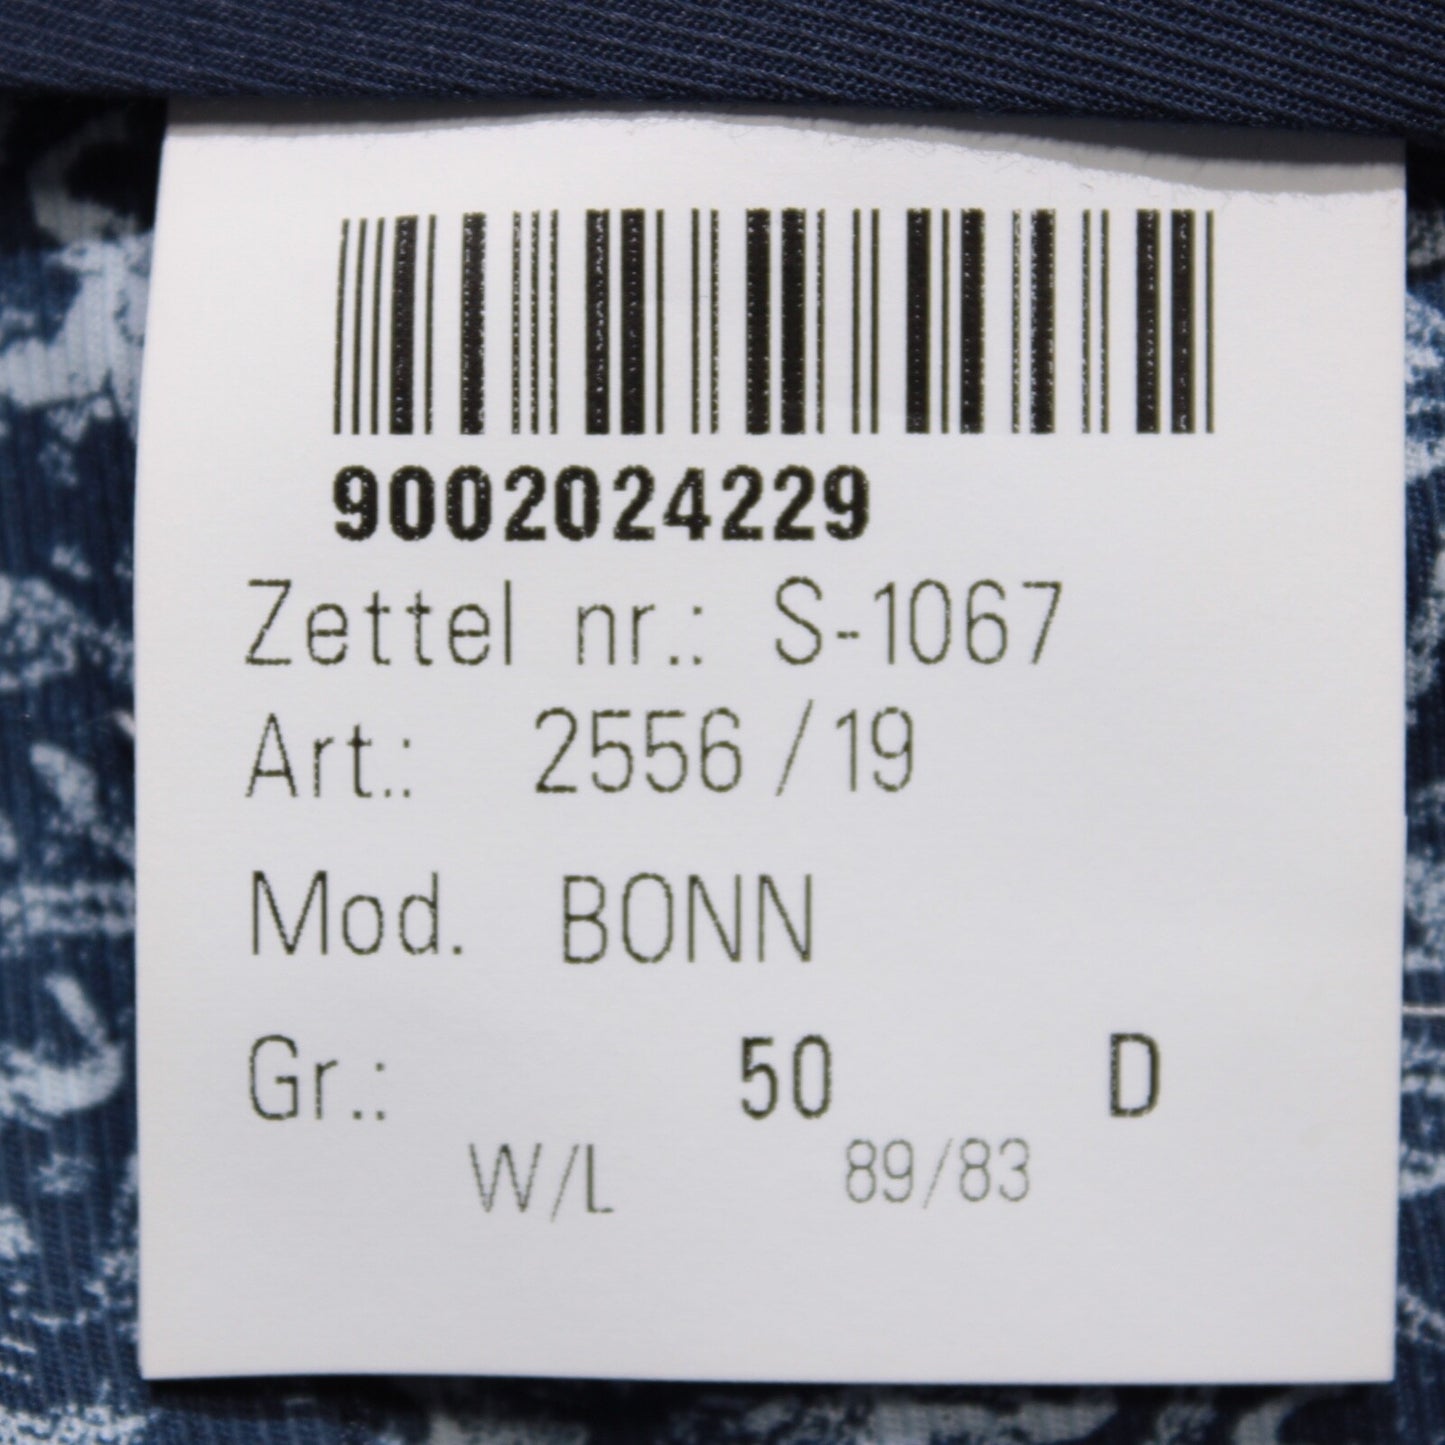 9002024229
Zettel nr.: S-1067
Art.: 2556 / 19
Mod. BONN
Gr.: 50 D
W/L 89/83